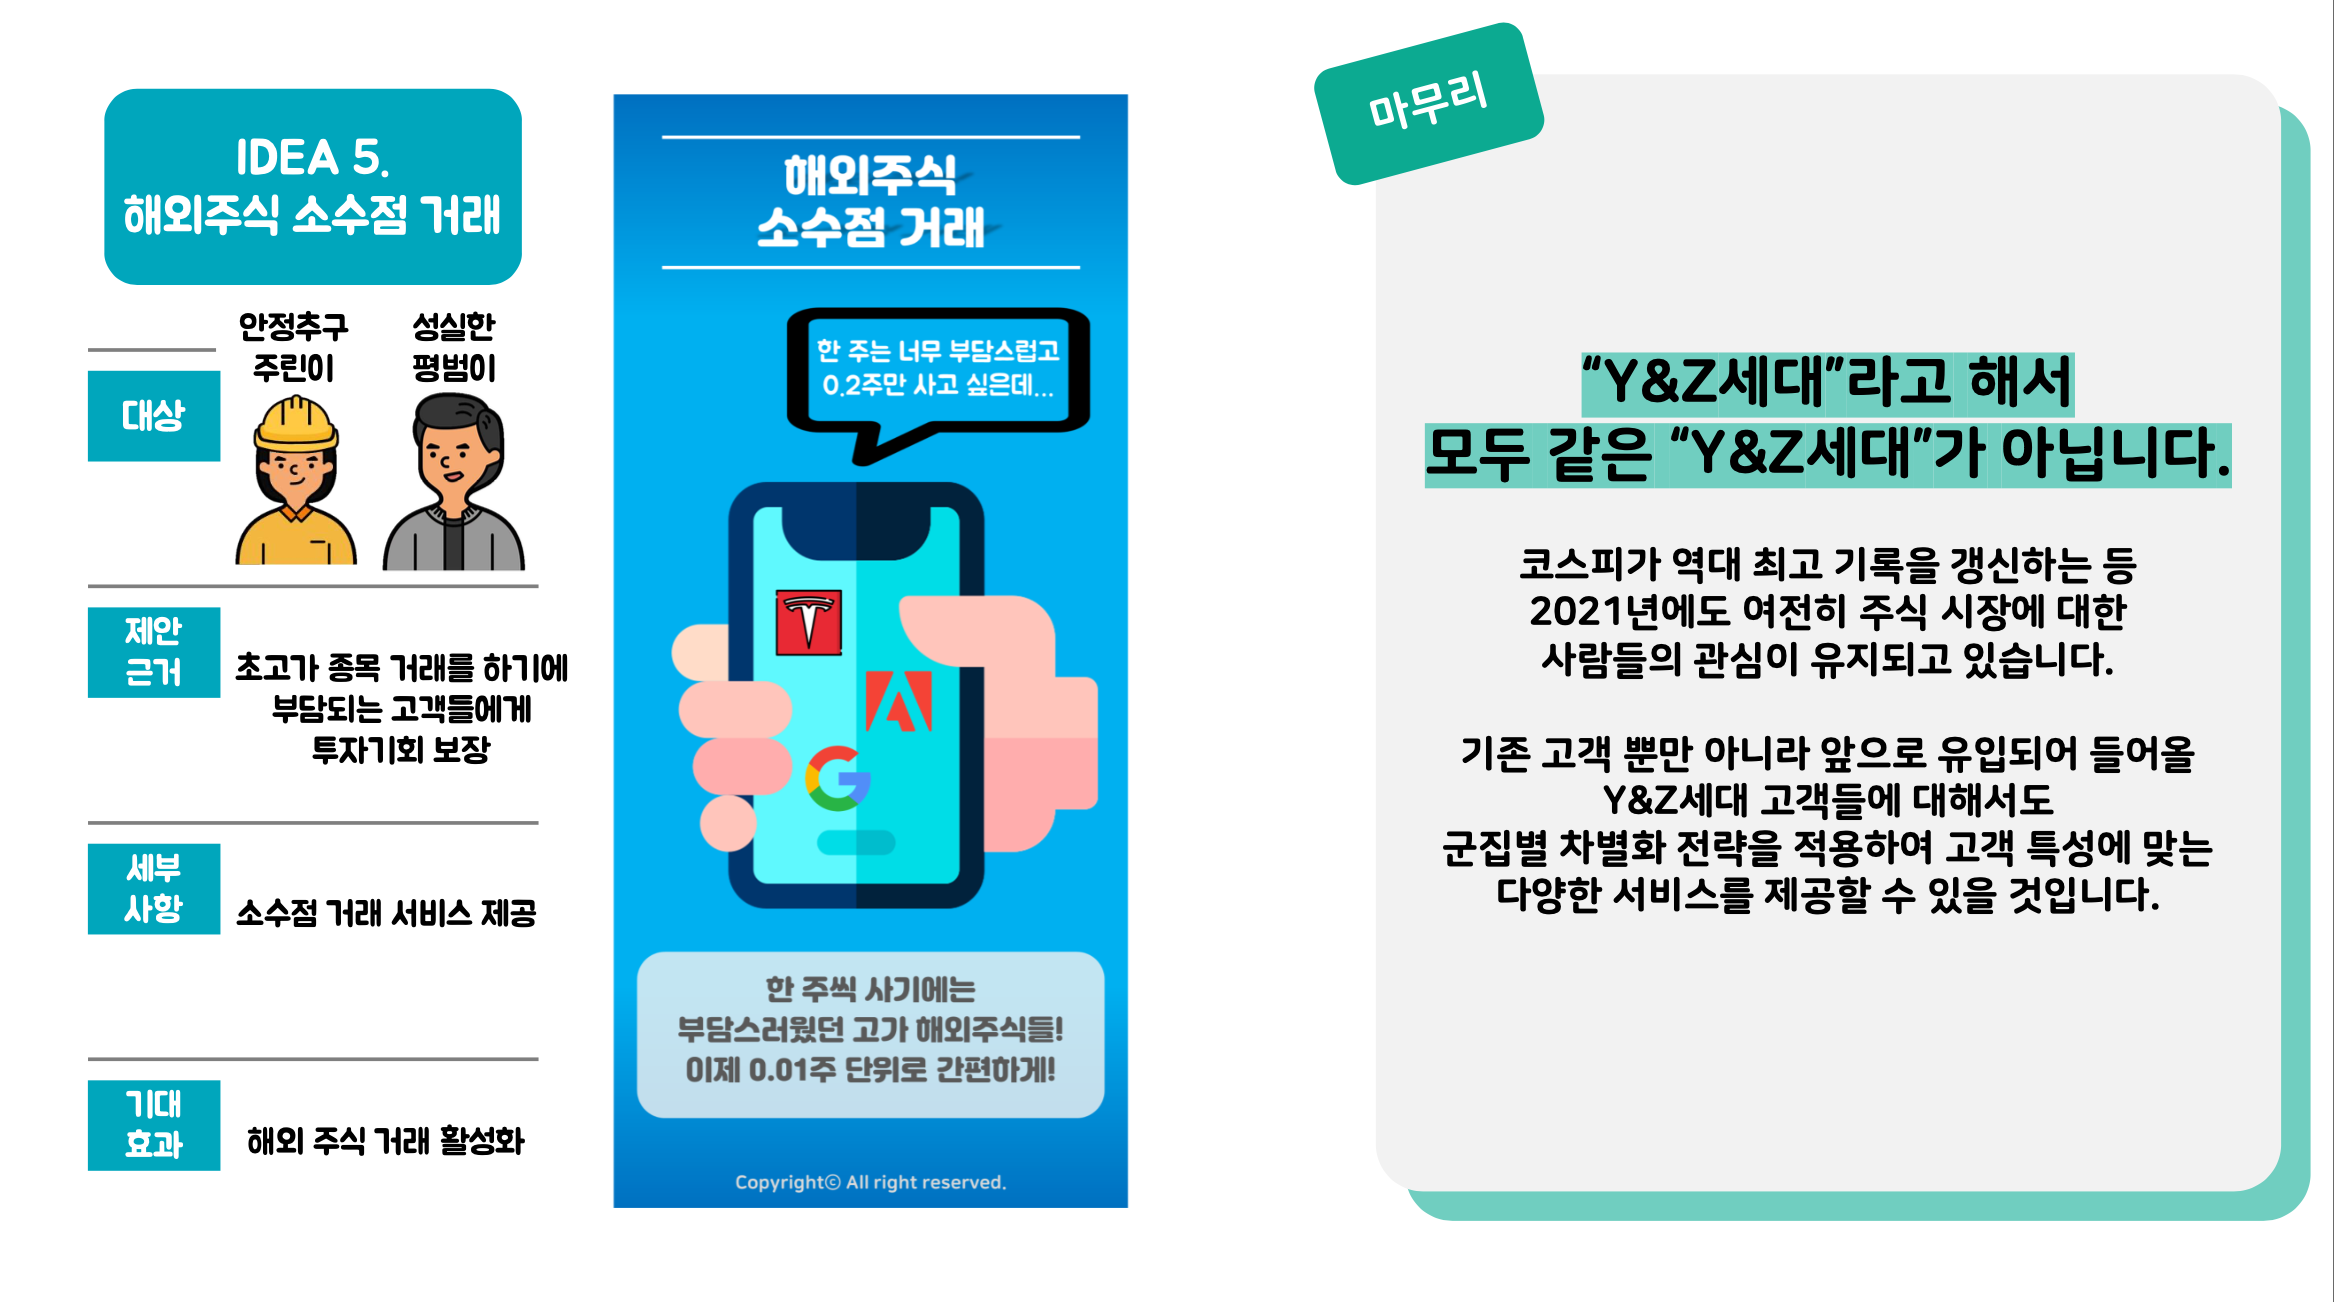 IDEA 5.
해외주식 소수점 거래
안정추구
주린이
성실한
평범이
대상
제안
근거
초고가 종목 거래를 하기에
부담되는 고객들에게
투자기회 보장
세부
사항
소수점 거래 서비스 제공
기대
효과
해외 주식 거래 활성화
해외주식
소수점 거래
한 주는 너무 부담스럽고
0.2주만 사고 싶은데...
한 주씩 사기에는
부담스러웠던 고가 해외주식들!
이제 0.01주 단위로 간편하게!
Copyrightⓒ All right reserved.
마무리
“Y&Z세대”라고 해서
모두 같은 “Y&Z세대”가 아닙니다.
코스피가 역대 최고 기록을 갱신하는 등
2021년에도 여전히 주식 시장에 대한
사람들의 관심이 유지되고 있습니다.
기존 고객 뿐만 아니라 앞으로 유입되어 들어올
Y&Z세대 고객들에 대해서도
군집별 차별화 전략을 적용하여 고객 특성에 맞는
다양한 서비스를 제공할 수 있을 것입니다.